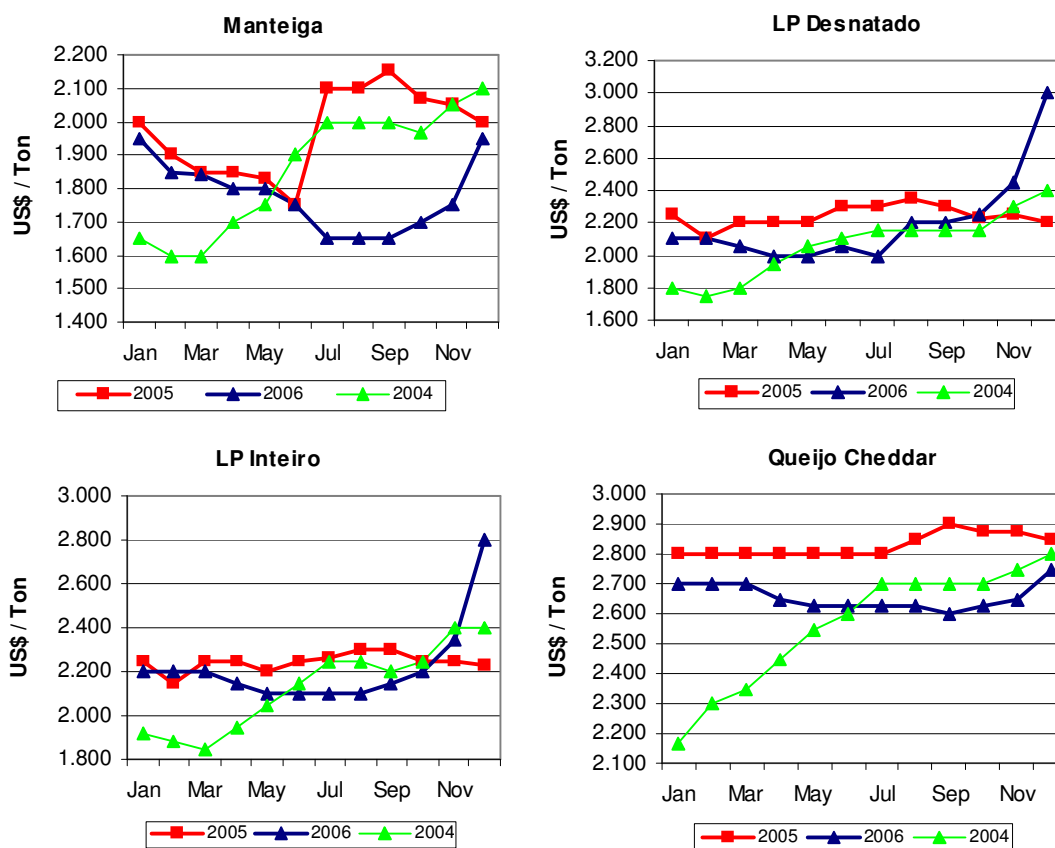 Manteiga
US$ / Ton
2.200
2.100
2.000
1.900
1.800
1.700
1.600
1.500
1.400
Jan Mar May Jul Sep Nov
2005 2006 2004
LP Desnatado
US$ / Ton
3.200
3.000
2.800
2.600
2.400
2.200
2.000
1.800
1.600
Jan Mar May Jul Sep Nov
2005 2006 2004
LP Inteiro
US$ / Ton
3.000
2.800
2.600
2.400
2.200
2.000
1.800
Jan Mar May Jul Sep Nov
2005 2006 2004
Queijo Cheddar
US$ / Ton
3.000
2.900
2.800
2.700
2.600
2.500
2.400
2.300
2.200
2.100
Jan Mar May Jul Sep Nov
2005 2006 2004